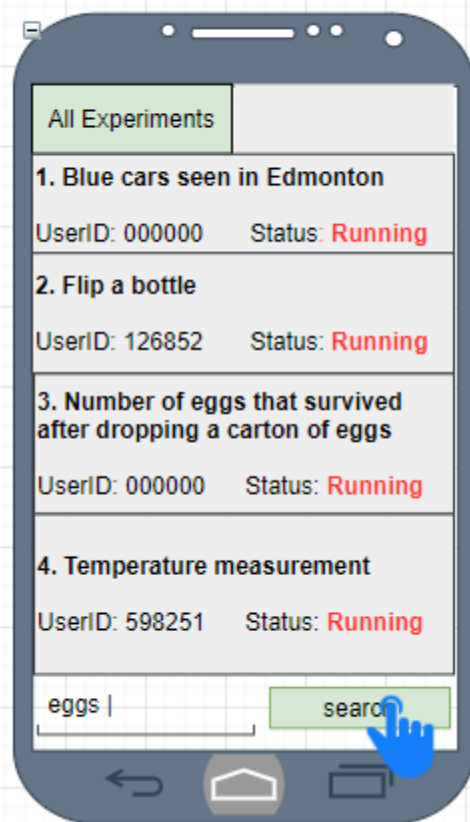 All Experiments
1. Blue cars seen in Edmonton
UserID: 000000 Status: Running
2. Flip a bottle
UserID: 126852 Status: Running
3. Number of eggs that survived
after dropping a carton of eggs
UserID: 000000 Status: Running
4. Temperature measurement
UserID: 598251 Status: Running
eggs | search